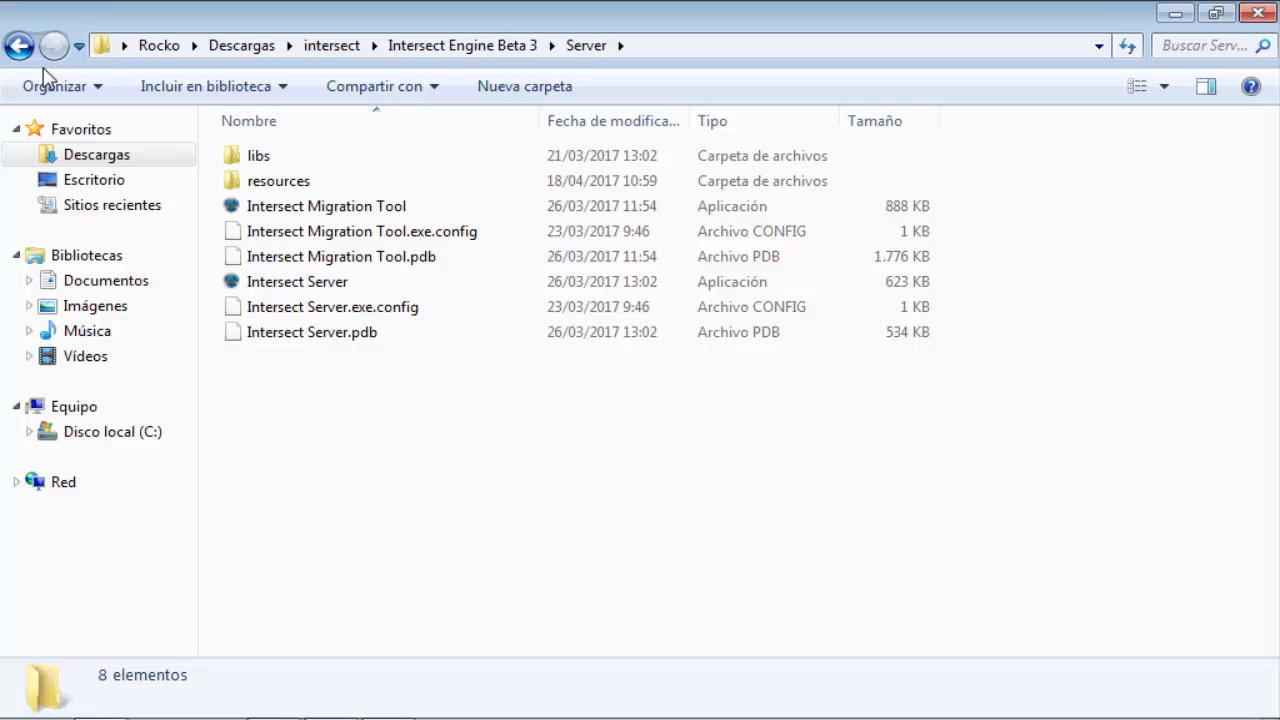 Rocko Descargas intersect Intersect Engine Beta 3 Server Buscar Serv...
Organizar Incluir en biblioteca Compartir con Nueva carpeta
Favoritos
Descargas
Escritorio
Sitios recientes
Bibliotecas
Documentos
Imágenes
Música
Vídeos
Equipo
Disco local (C:)
Red
Nombre Fecha de modifica... Tipo Tamaño
libs 21/03/2017 13:02 Carpeta de archivos
resources 18/04/2017 10:59 Carpeta de archivos
Intersect Migration Tool 26/03/2017 11:54 Aplicación 888 KB
Intersect Migration Tool.exe.config 23/03/2017 9:46 Archivo CONFIG 1 KB
Intersect Migration Tool.pdb 26/03/2017 11:54 Archivo PDB 1.776 KB
Intersect Server 26/03/2017 13:02 Aplicación 623 KB
Intersect Server.exe.config 23/03/2017 9:46 Archivo CONFIG 1 KB
Intersect Server.pdb 26/03/2017 13:02 Archivo PDB 534 KB
8 elementos